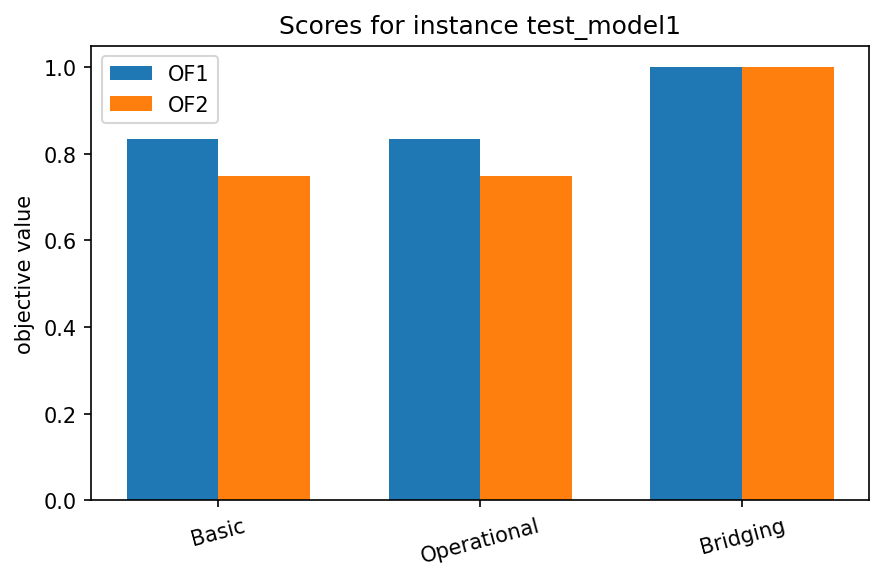 Scores for instance test_model1
OF1
OF2
objective value
1.0
0.8
0.6
0.4
0.2
0.0
Basic
Operational
Bridging